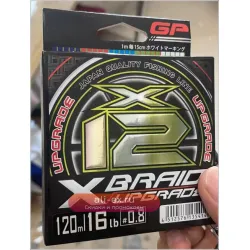 GP
1m毎15cmホワイトマーキング
JAPAN QUALITY FISHING LINE
UPGRADE
X
12
UPGRADE
X BRAID
UPGRADE
120m 16lb #0.8